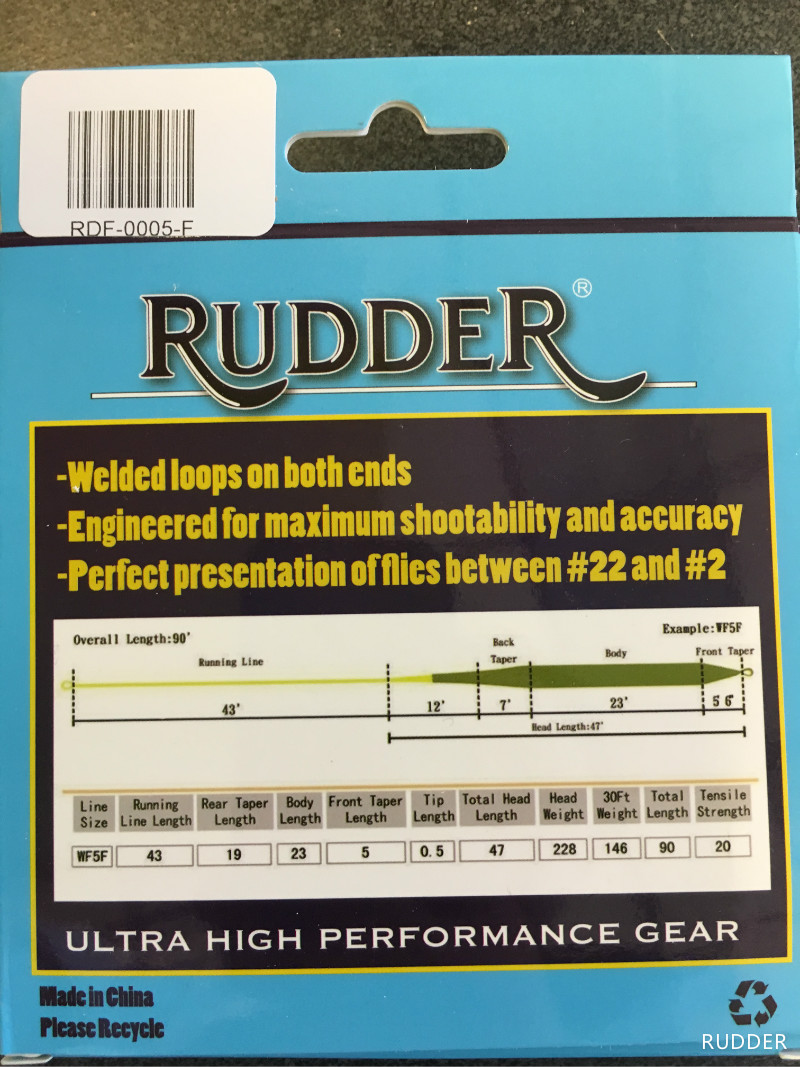 RDF-0005-F
RUDDER®
-Welded loops on both ends
-Engineered for maximum shootability and accuracy
-Perfect presentation of flies between #22 and #2
Overall Length:90'
Example:WF5F
Running Line
Back
Taper
Body
Front Taper
43'
12'
7'
23'
5 6'
Head Length:47'
Line Size Running Line Length Rear Taper Length Body Length Front Taper Length Tip Length Total Head Length Head Weight 30Ft Weight Total Length Tensile Strength
WF5F 43 19 23 5 0.5 47 228 146 90 20
ULTRA HIGH PERFORMANCE GEAR
Made in China
Please Recycle
RUDDER